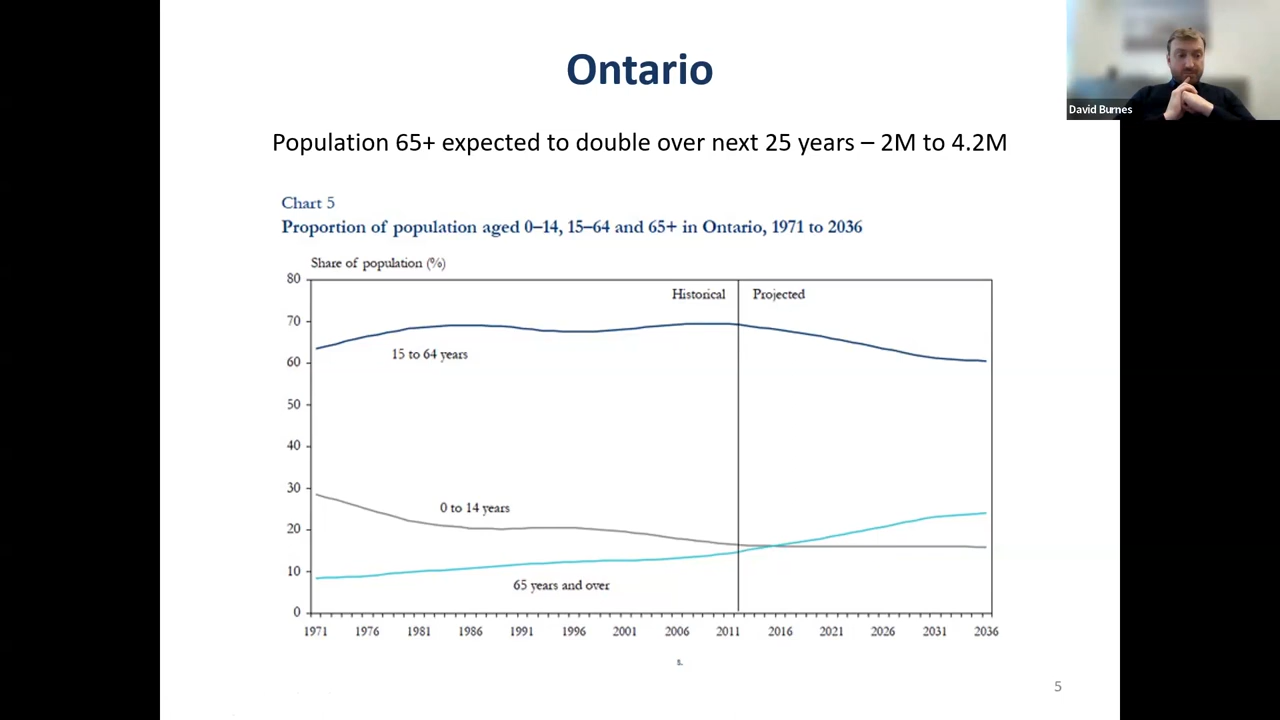 Ontario
David Burnes
Population 65+ expected to double over next 25 years – 2M to 4.2M
Chart 5
Proportion of population aged 0–14, 15–64 and 65+ in Ontario, 1971 to 2036
Share of population (%)
80
Historical
Projected
70
15 to 64 years
60
50
40
30
0 to 14 years
20
10
65 years and over
0
1971 1976 1981 1986 1991 1996 2001 2006 2011 2016 2021 2026 2031 2036
s.
5